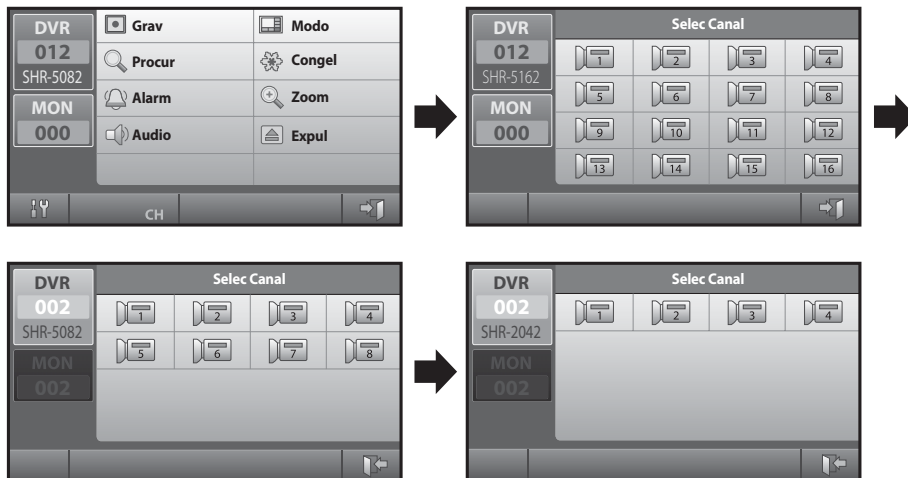 DVR
012
SHR-5082
MON
000
Grav
Modo
Procur
Congel
Alarm
Zoom
Audio
Expul
CH
DVR
012
SHR-5162
MON
000
Selec Canal
1 2 3 4
5 6 7 8
9 10 11 12
13 14 15 16
DVR
002
SHR-5082
MON
002
Selec Canal
1 2 3 4
5 6 7 8
DVR
002
SHR-2042
MON
002
Selec Canal
1 2 3 4